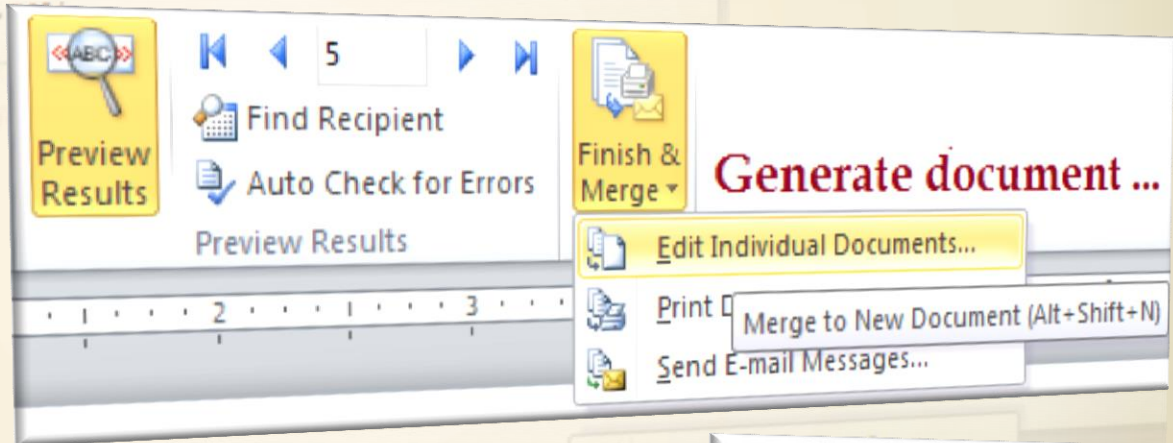 «ABC»
Preview
Results
5
Find Recipient
Auto Check for Errors
Preview Results
Finish &
Merge
Generate document ...
Edit Individual Documents...
Print D
Merge to New Document (Alt+Shift+N)
Send E-mail Messages...
1 2 1 3